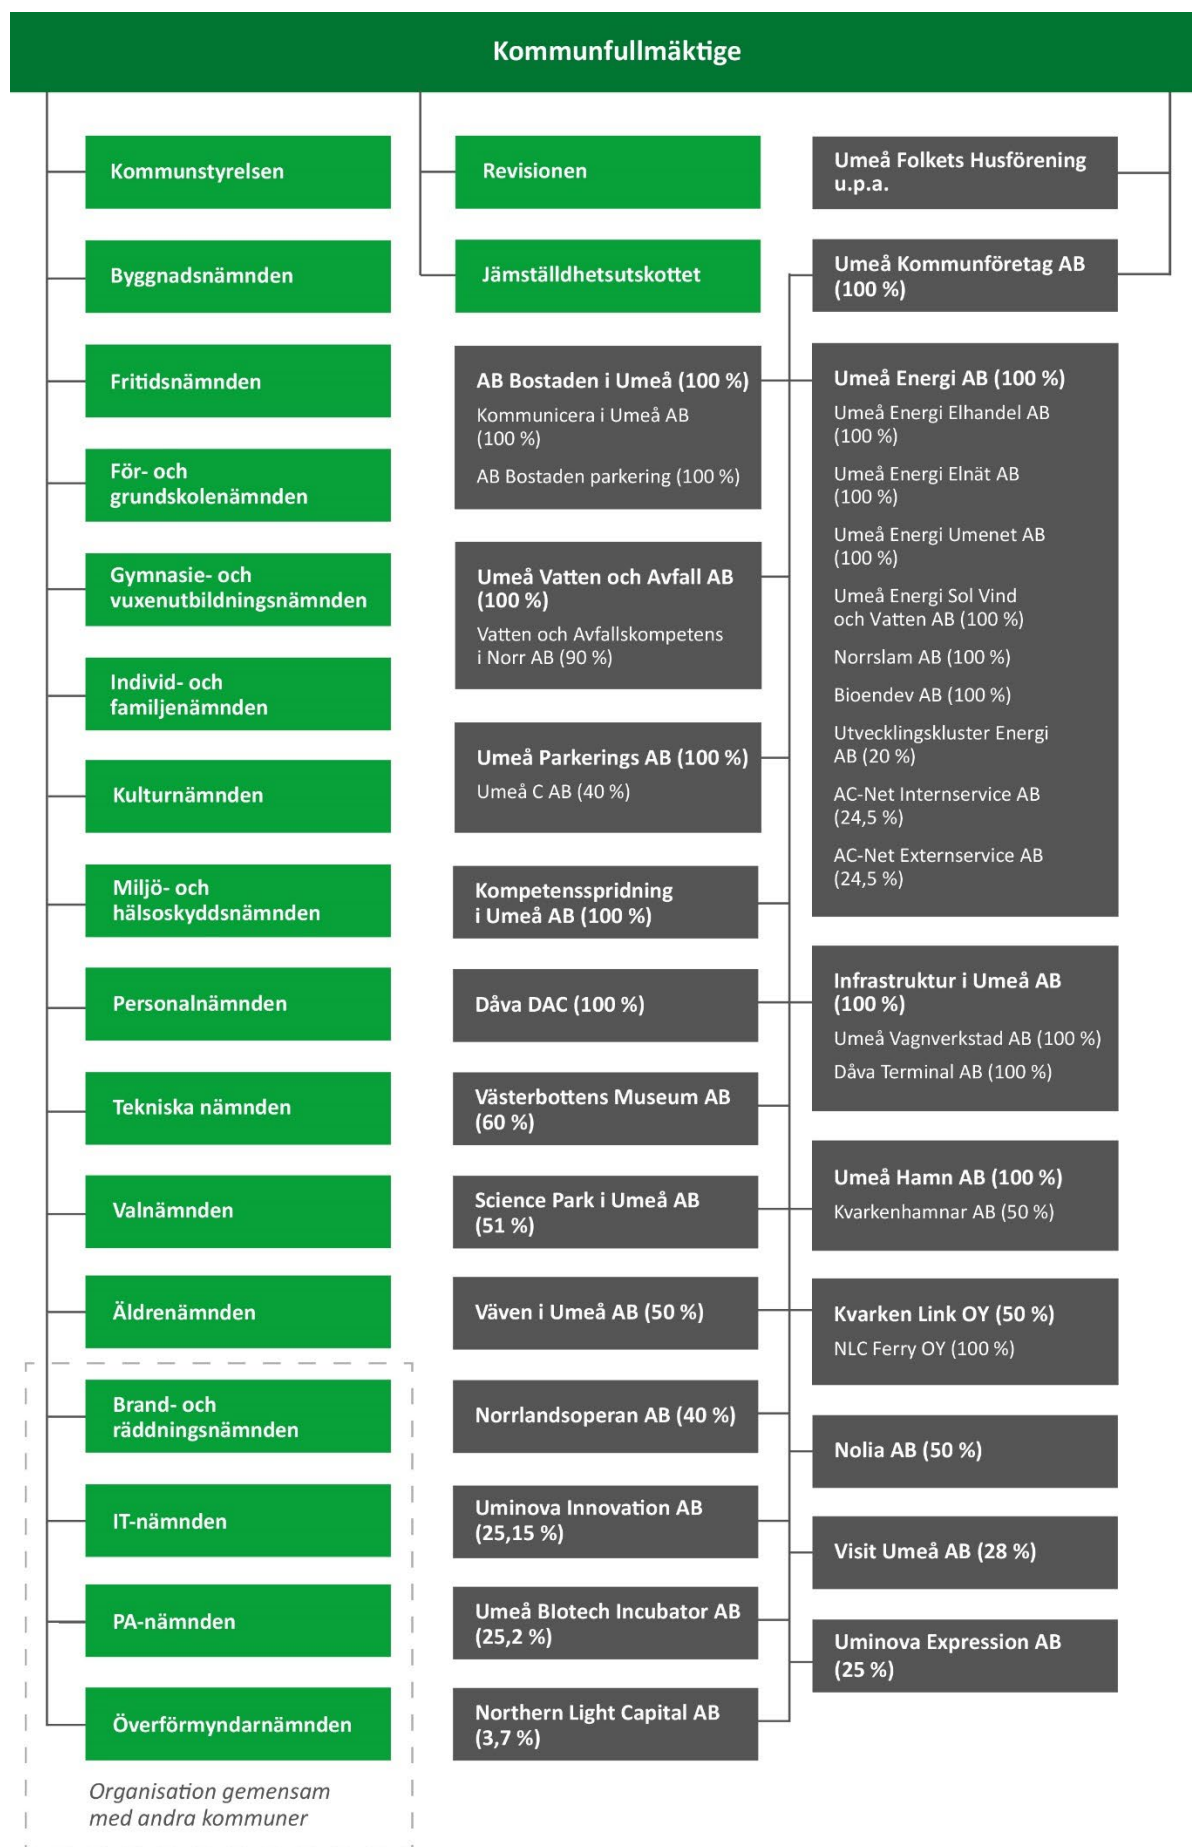 Kommunfullmäktige
Kommunstyrelsen
Byggnadsnämnden
Fritidsnämnden
För- och
grundskolenämnden
Gymnasie- och
vuxenutbildningsnämnden
Individ- och
familjenämnden
Kulturnämnden
Miljö- och
hälsoskyddsnämnden
Personalnämnden
Tekniska nämnden
Valnämnden
Äldrenämnden
Brand- och
räddningsnämnden
IT-nämnden
PA-nämnden
Överförmyndarnämnden
Organisation gemensam
med andra kommuner
Revisionen
Jämställdhetsutskottet
AB Bostaden i Umeå (100 %)
Kommunicera i Umeå AB
(100 %)
AB Bostaden parkering (100 %)
Umeå Vatten och Avfall AB
(100 %)
Vatten och Avfallskompetens
i Norr AB (90 %)
Umeå Parkerings AB (100 %)
Umeå C AB (40 %)
Kompetensspridning
i Umeå AB (100 %)
Dåva DAC (100 %)
Västerbottens Museum AB
(60 %)
Science Park i Umeå AB
(51 %)
Väven i Umeå AB (50 %)
Norrlandsoperan AB (40 %)
Uminova Innovation AB
(25,15 %)
Umeå BIotech Incubator AB
(25,2 %)
Northern Light Capital AB
(3,7 %)
Umeå Folkets Husförening
u.p.a.
Umeå Kommunföretag AB
(100 %)
Umeå Energi AB (100 %)
Umeå Energi Elhandel AB
(100 %)
Umeå Energi Elnät AB
(100 %)
Umeå Energi Umenet AB
(100 %)
Umeå Energi Sol Vind
och Vatten AB (100 %)
Norrslam AB (100 %)
Bioendev AB (100 %)
Utvecklingskluster Energi
AB (20 %)
AC-Net Internservice AB
(24,5 %)
AC-Net Externservice AB
(24,5 %)
Infrastruktur i Umeå AB
(100 %)
Umeå Vagnverkstad AB (100 %)
Dåva Terminal AB (100 %)
Umeå Hamn AB (100 %)
Kvarkenhamnar AB (50 %)
Kvarken Link OY (50 %)
NLC Ferry OY (100 %)
Nolia AB (50 %)
Visit Umeå AB (28 %)
Uminova Expression AB
(25 %)